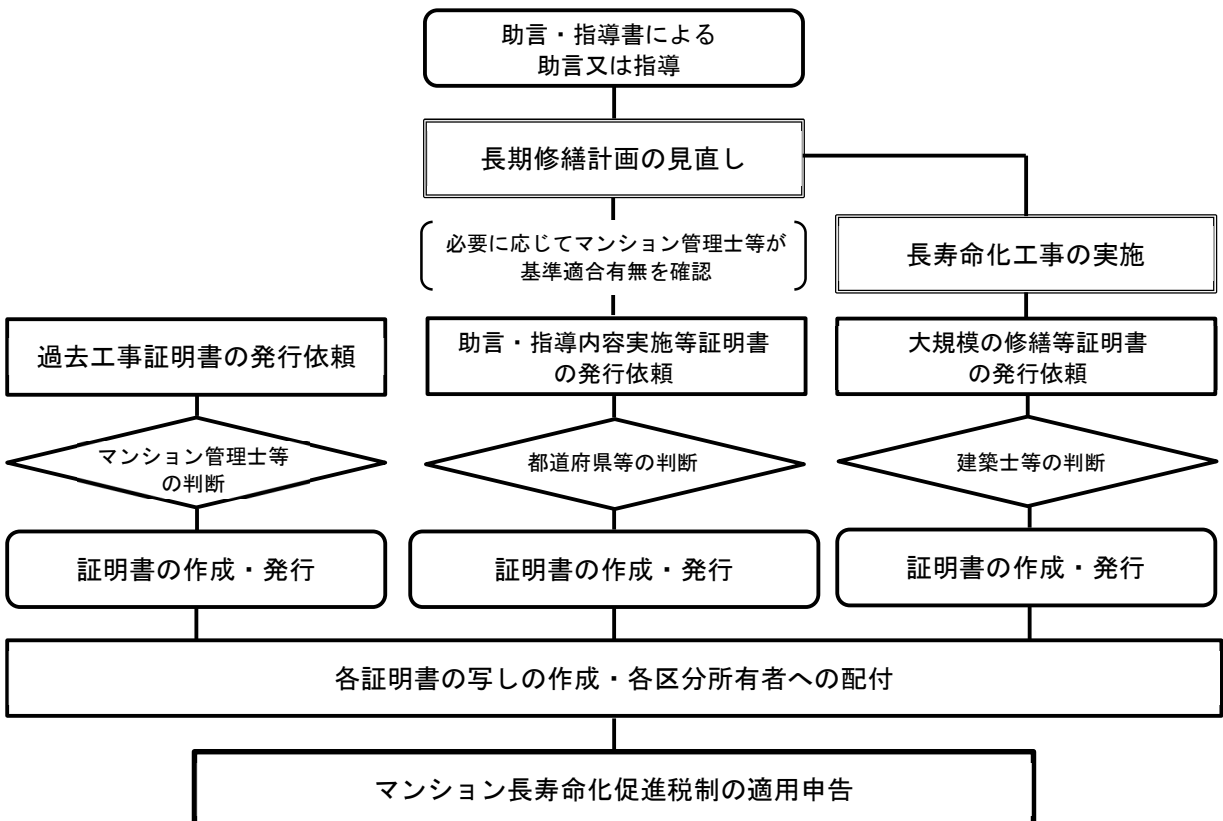 助言・指導書による
助言又は指導
長期修繕計画の見直し
必要に応じてマンション管理士等が
基準適合有無を確認
長寿命化工事の実施
過去工事証明書の発行依頼
助言・指導内容実施等証明書
の発行依頼
大規模の修繕等証明書
の発行依頼
マンション管理士等
の判断
都道府県等の判断
建築士等の判断
証明書の作成・発行
証明書の作成・発行
証明書の作成・発行
各証明書の写しの作成・各区分所有者への配付
マンション長寿命化促進税制の適用申告